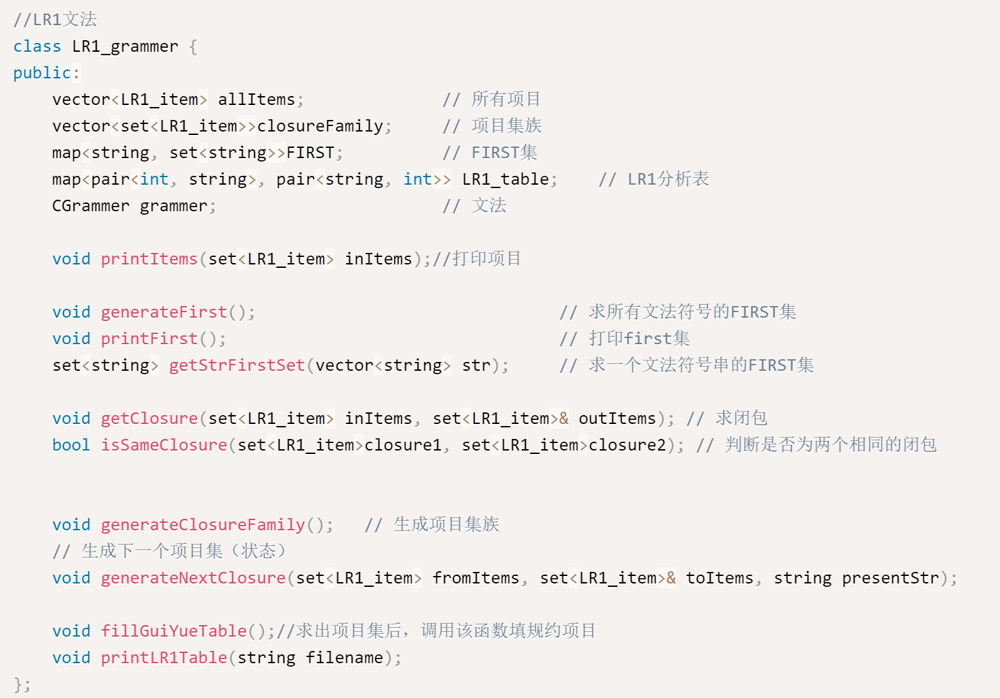 //LR1文法
class LR1_grammer {
public:
    vector<LR1_item> allItems;              // 所有项目
    vector<set<LR1_item>>closureFamily;     // 项目集族
    map<string, set<string>>FIRST;          // FIRST集
    map<pair<int, string>, pair<string, int>> LR1_table;    // LR1分析表
    CGrammer grammer;                       // 文法
    void printItems(set<LR1_item> inItems);//打印项目
    void generateFirst();                               // 求所有文法符号的FIRST集
    void printFirst();                                  // 打印first集
    set<string> getStrFirstSet(vector<string> str);     // 求一个文法符号串的FIRST集
    void getClosure(set<LR1_item> inItems, set<LR1_item>& outItems); // 求闭包
    bool isSameClosure(set<LR1_item>closure1, set<LR1_item>closure2); // 判断是否为两个相同的闭包
    void generateClosureFamily();   // 生成项目集族
    // 生成下一个项目集（状态）
    void generateNextClosure(set<LR1_item> fromItems, set<LR1_item>& toItems, string presentStr);
    void fillGuiYueTable();//求出项目集后，调用该函数填规约项目
    void printLR1Table(string filename);
};